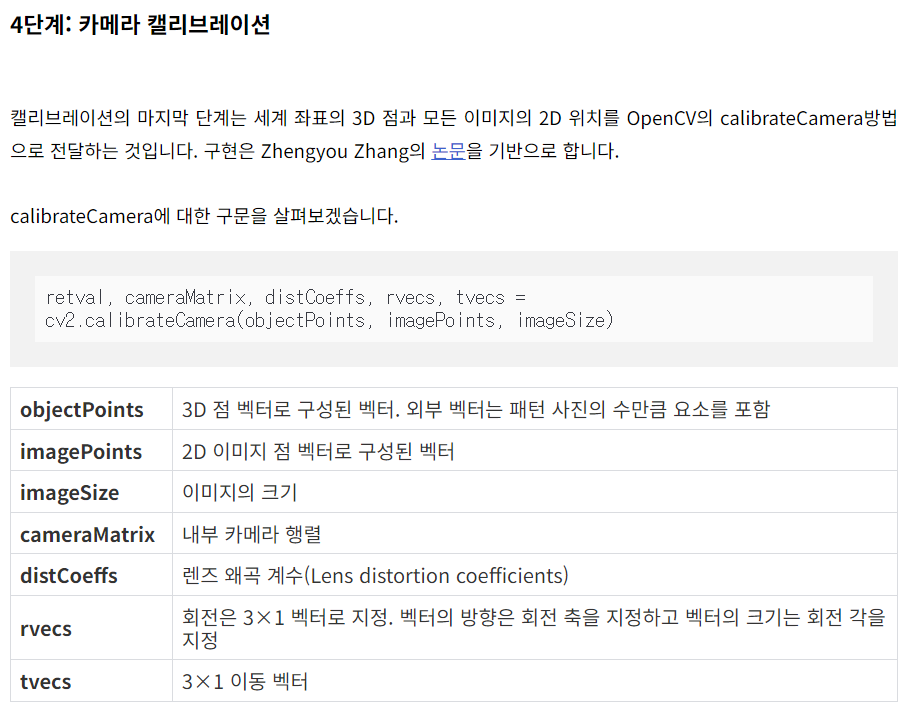 4단계: 카메라 캘리브레이션
캘리브레이션의 마지막 단계는 세계 좌표의 3D 점과 모든 이미지의 2D 위치를 OpenCV의 calibrateCamera방법
으로 전달하는 것입니다. 구현은 Zhengyou Zhang의 논문을 기반으로 합니다.
calibrateCamera에 대한 구문을 살펴보겠습니다.
retval, cameraMatrix, distCoeffs, rvecs, tvecs =
cv2.calibrateCamera(objectPoints, imagePoints, imageSize)
objectPoints 3D 점 벡터로 구성된 벡터. 외부 벡터는 패턴 사진의 수만큼 요소를 포함
imagePoints 2D 이미지 점 벡터로 구성된 벡터
imageSize 이미지의 크기
cameraMatrix 내부 카메라 행렬
distCoeffs 렌즈 왜곡 계수(Lens distortion coefficients)
rvecs 회전은 3×1 벡터로 지정. 벡터의 방향은 회전 축을 지정하고 벡터의 크기는 회전 각을
지정
tvecs 3×1 이동 벡터